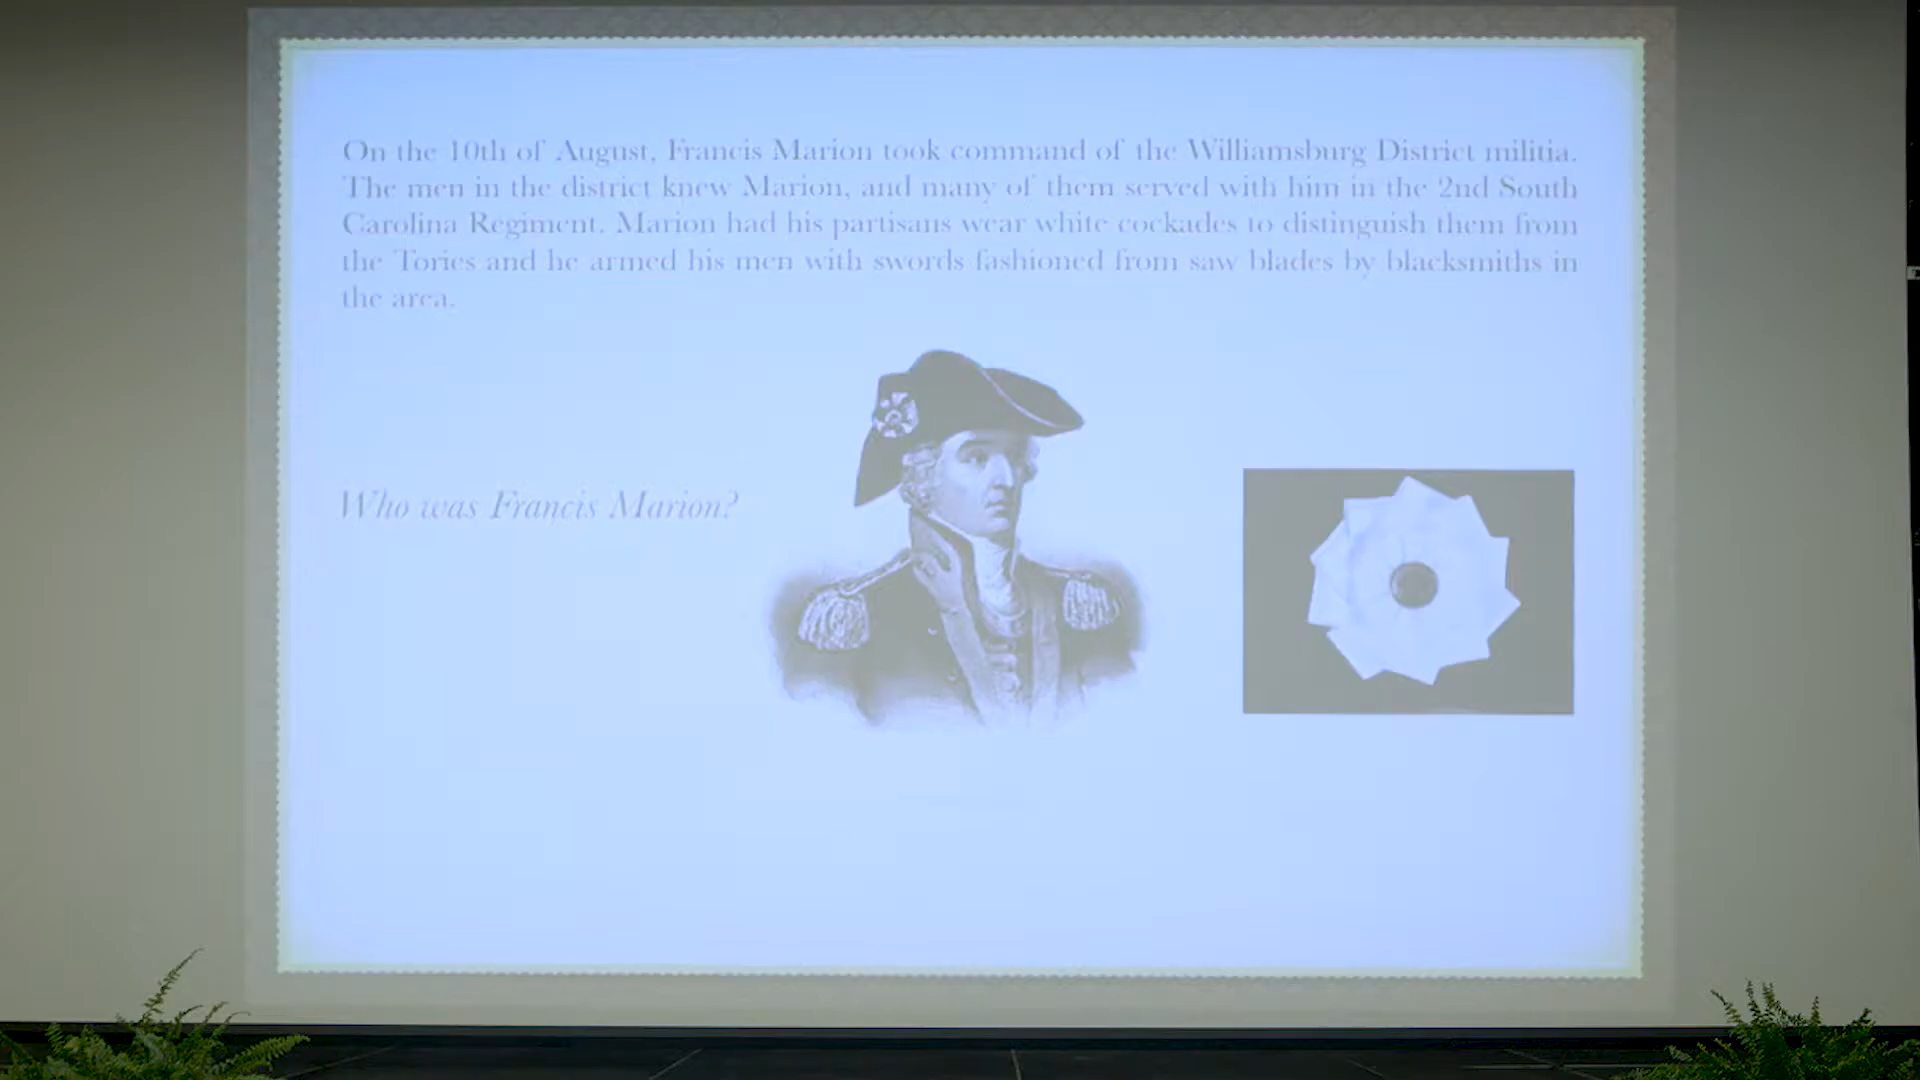 On the 10th of August, Francis Marion took command of the Williamsburg District militia.
The men in the district knew Marion, and many of them served with him in the 2nd South
Carolina Regiment. Marion had his partisans wear white cockades to distinguish them from
the Tories and he armed his men with swords fashioned from saw blades by blacksmiths in
the area.
Who was Francis Marion?